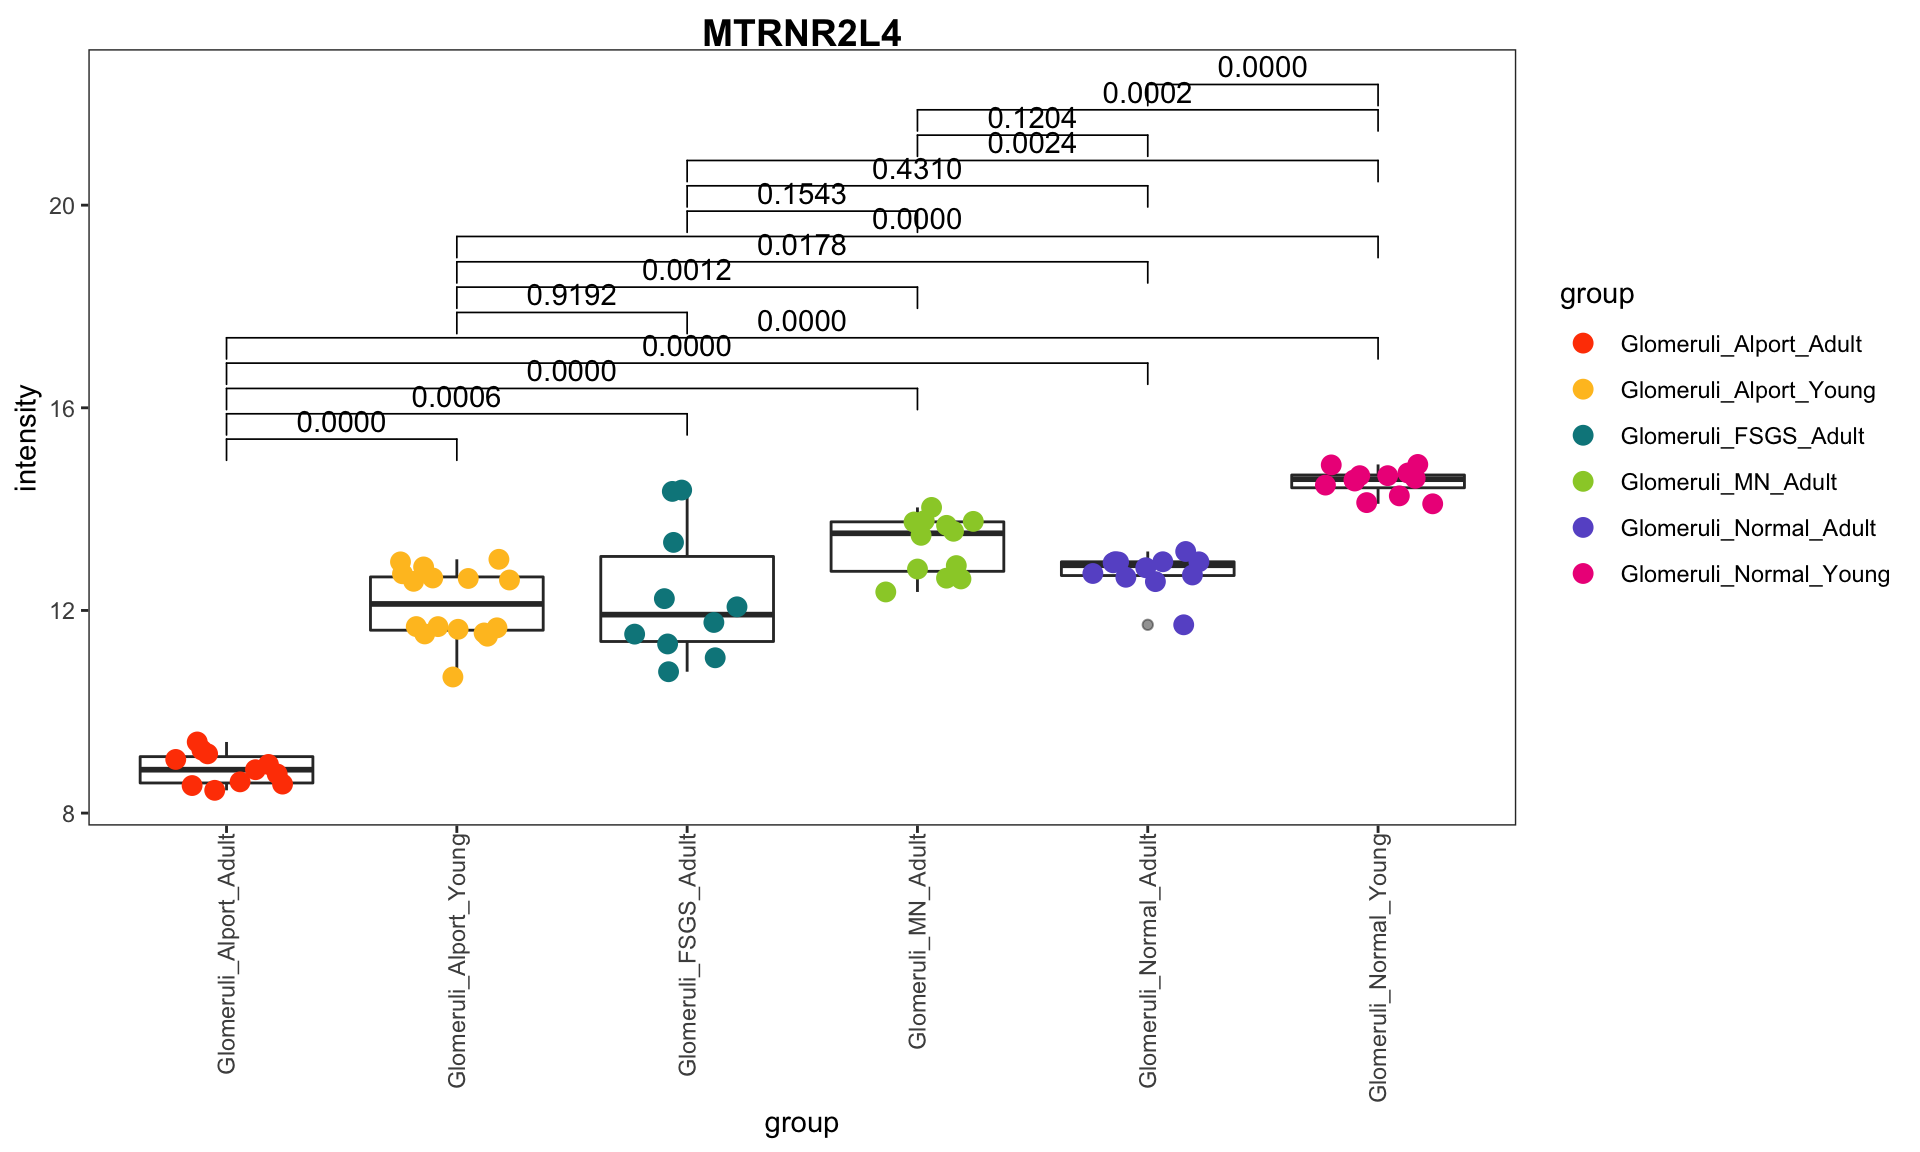 MTRNR2L4
0.0000
0.0002
0.1204
0.0024
0.4310
0.1543
0.0000
0.0178
0.0012
0.9192
0.0000
0.0000
0.0000
0.0006
0.0000
intensity
20
16
12
8
Glomeruli_Alport_Adult
Glomeruli_Alport_Young
Glomeruli_FSGS_Adult
Glomeruli_MN_Adult
Glomeruli_Normal_Adult
Glomeruli_Normal_Young
group
group
Glomeruli_Alport_Adult
Glomeruli_Alport_Young
Glomeruli_FSGS_Adult
Glomeruli_MN_Adult
Glomeruli_Normal_Adult
Glomeruli_Normal_Young